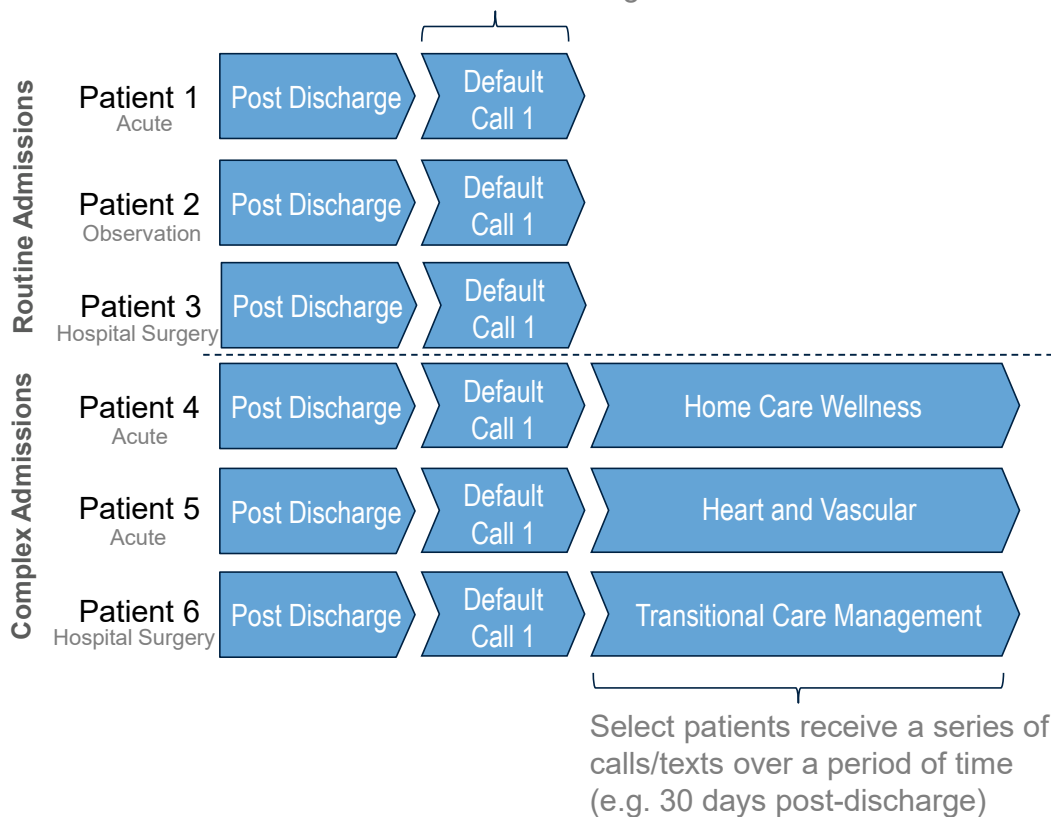 Routine Admissions
Patient 1
Acute
Post Discharge
Default
Call 1
Patient 2
Observation
Post Discharge
Default
Call 1
Patient 3
Hospital Surgery
Post Discharge
Default
Call 1
Complex Admissions
Patient 4
Acute
Post Discharge
Default
Call 1
Home Care Wellness
Patient 5
Acute
Post Discharge
Default
Call 1
Heart and Vascular
Patient 6
Hospital Surgery
Post Discharge
Default
Call 1
Transitional Care Management
Select patients receive a series of
calls/texts over a period of time
(e.g. 30 days post-discharge)